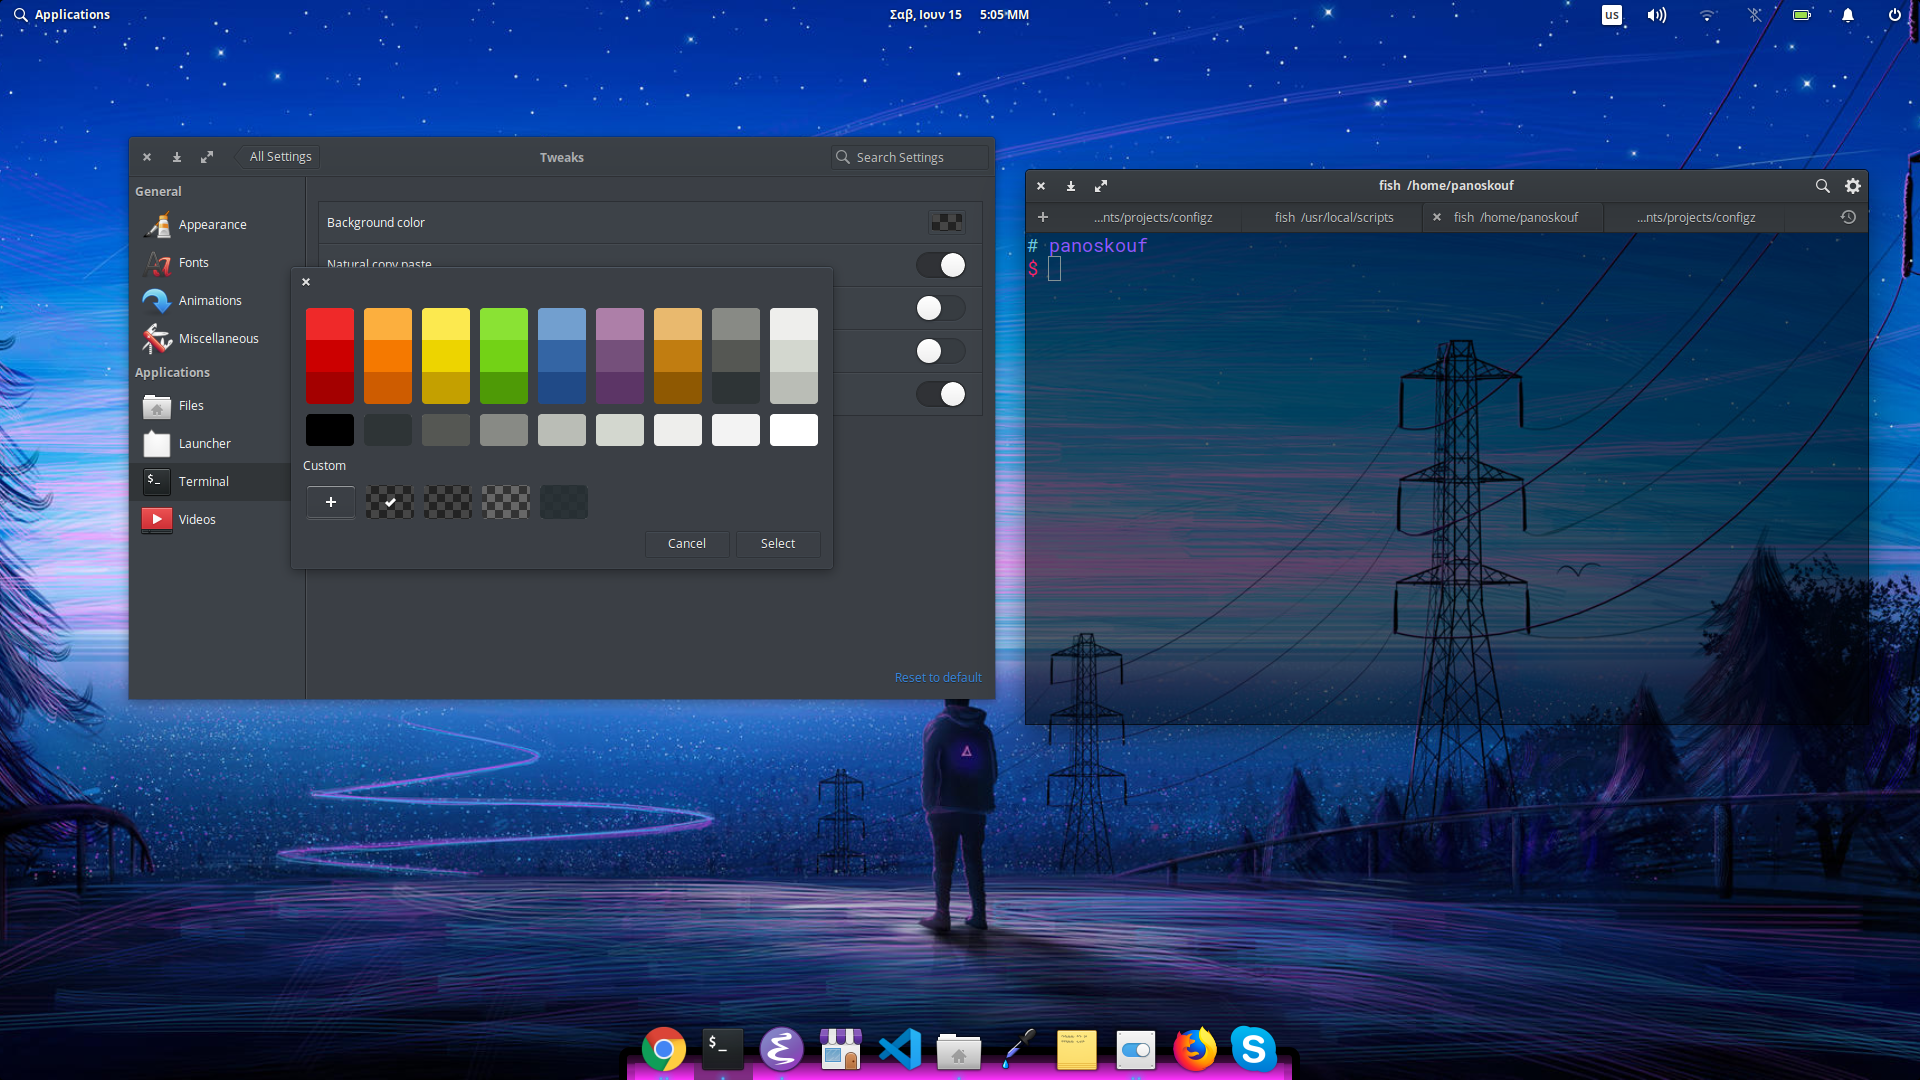 Applications
Σαβ, Ιουν 15 5:05 ΜΜ
us
All Settings
Tweaks
Search Settings
General
Appearance
Fonts
Animations
Miscellaneous
Applications
Files
Launcher
Terminal
Videos
Background color
Natural copy paste
Custom
+
Cancel
Select
Reset to default
fish /home/panoskouf
...nts/projects/configz
fish /usr/local/scripts
fish /home/panoskouf
...nts/projects/configz
# panoskouf
$
$_
$_
S